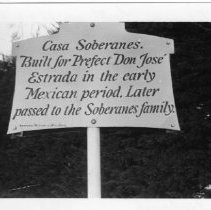 Casa Soberanes.
Built for Prefect Don José
Estrada in the early
Mexican period. Later
passed to the Soberanes family.